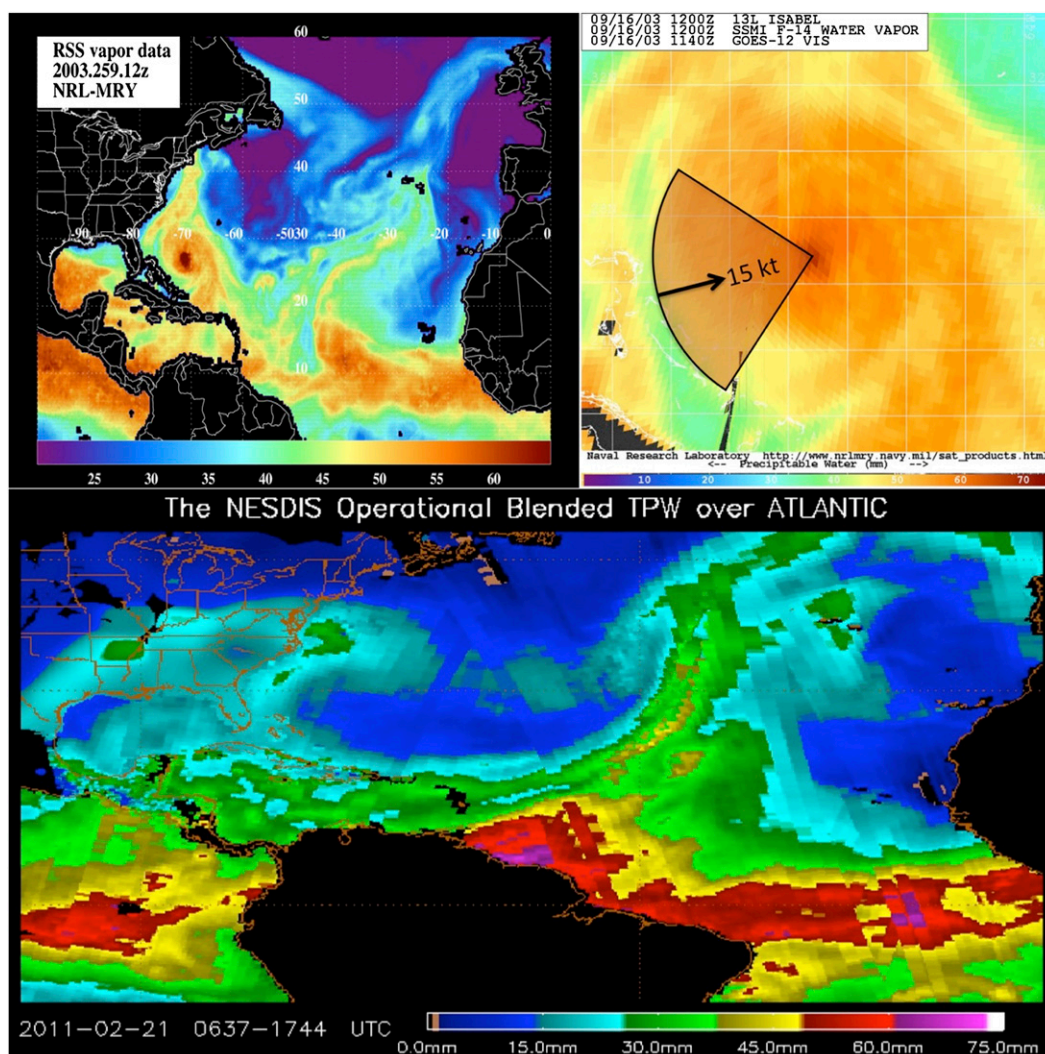 RSS vapor data
2003.259.12z
NRL-MRY
60
50
40
-90 -80 -70 -60 -5030 -40 -30 -20 -10 0
20
10
25 30 35 40 45 50 55 60
09/16/03 1200Z 13L ISABEL
09/16/03 1200Z SSMI F-14 WATER VAPOR
09/16/03 1140Z GOES-12 VIS
15 kt
Naval Research Laboratory http://www.nrlmry.navy.mil/sat_products.html
<-- Precipitable Water (mm) -->
10 20 30 40 50 60 70
The NESDIS Operational Blended TPW over ATLANTIC
2011-02-21 0637-1744 UTC
0.0mm 15.0mm 30.0mm 45.0mm 60.0mm 75.0mm